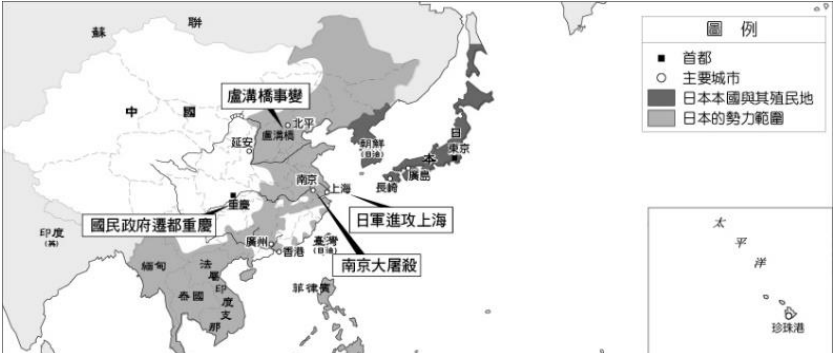 蘇聯
中國
盧溝橋事變
北平
盧溝橋
延安
朝鮮
(日治)
日本
東京
廣島
長崎
南京
上海
重慶
國民政府遷都重慶
日軍進攻上海
印度
(英)
廣州
香港
臺灣
(日治)
南京大屠殺
緬甸
法屬印度支那
泰國
菲律賓
圖例
首都
主要城市
日本本國與其殖民地
日本的勢力範圍
太平洋
珍珠港